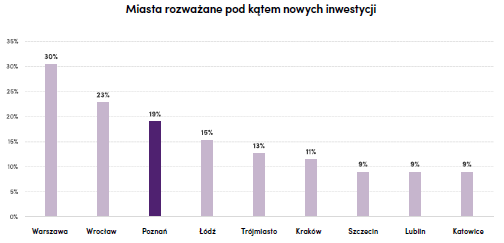 Miasta rozważane pod kątem nowych inwestycji
35%
30%
25%
20%
15%
10%
5%
0%
30%
23%
19%
15%
13%
11%
9%
9%
9%
Warszawa
Wrocław
Poznań
Łódź
Trójmiasto
Kraków
Szczecin
Lublin
Katowice